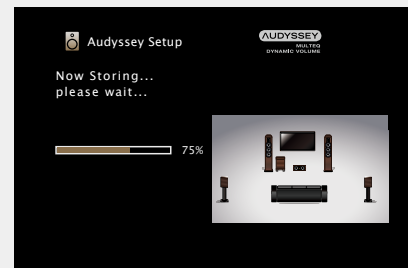 Audyssey Setup
AUDYSSEY
MULTEQ
DYNAMIC VOLUME
Now Storing...
please wait...
75%